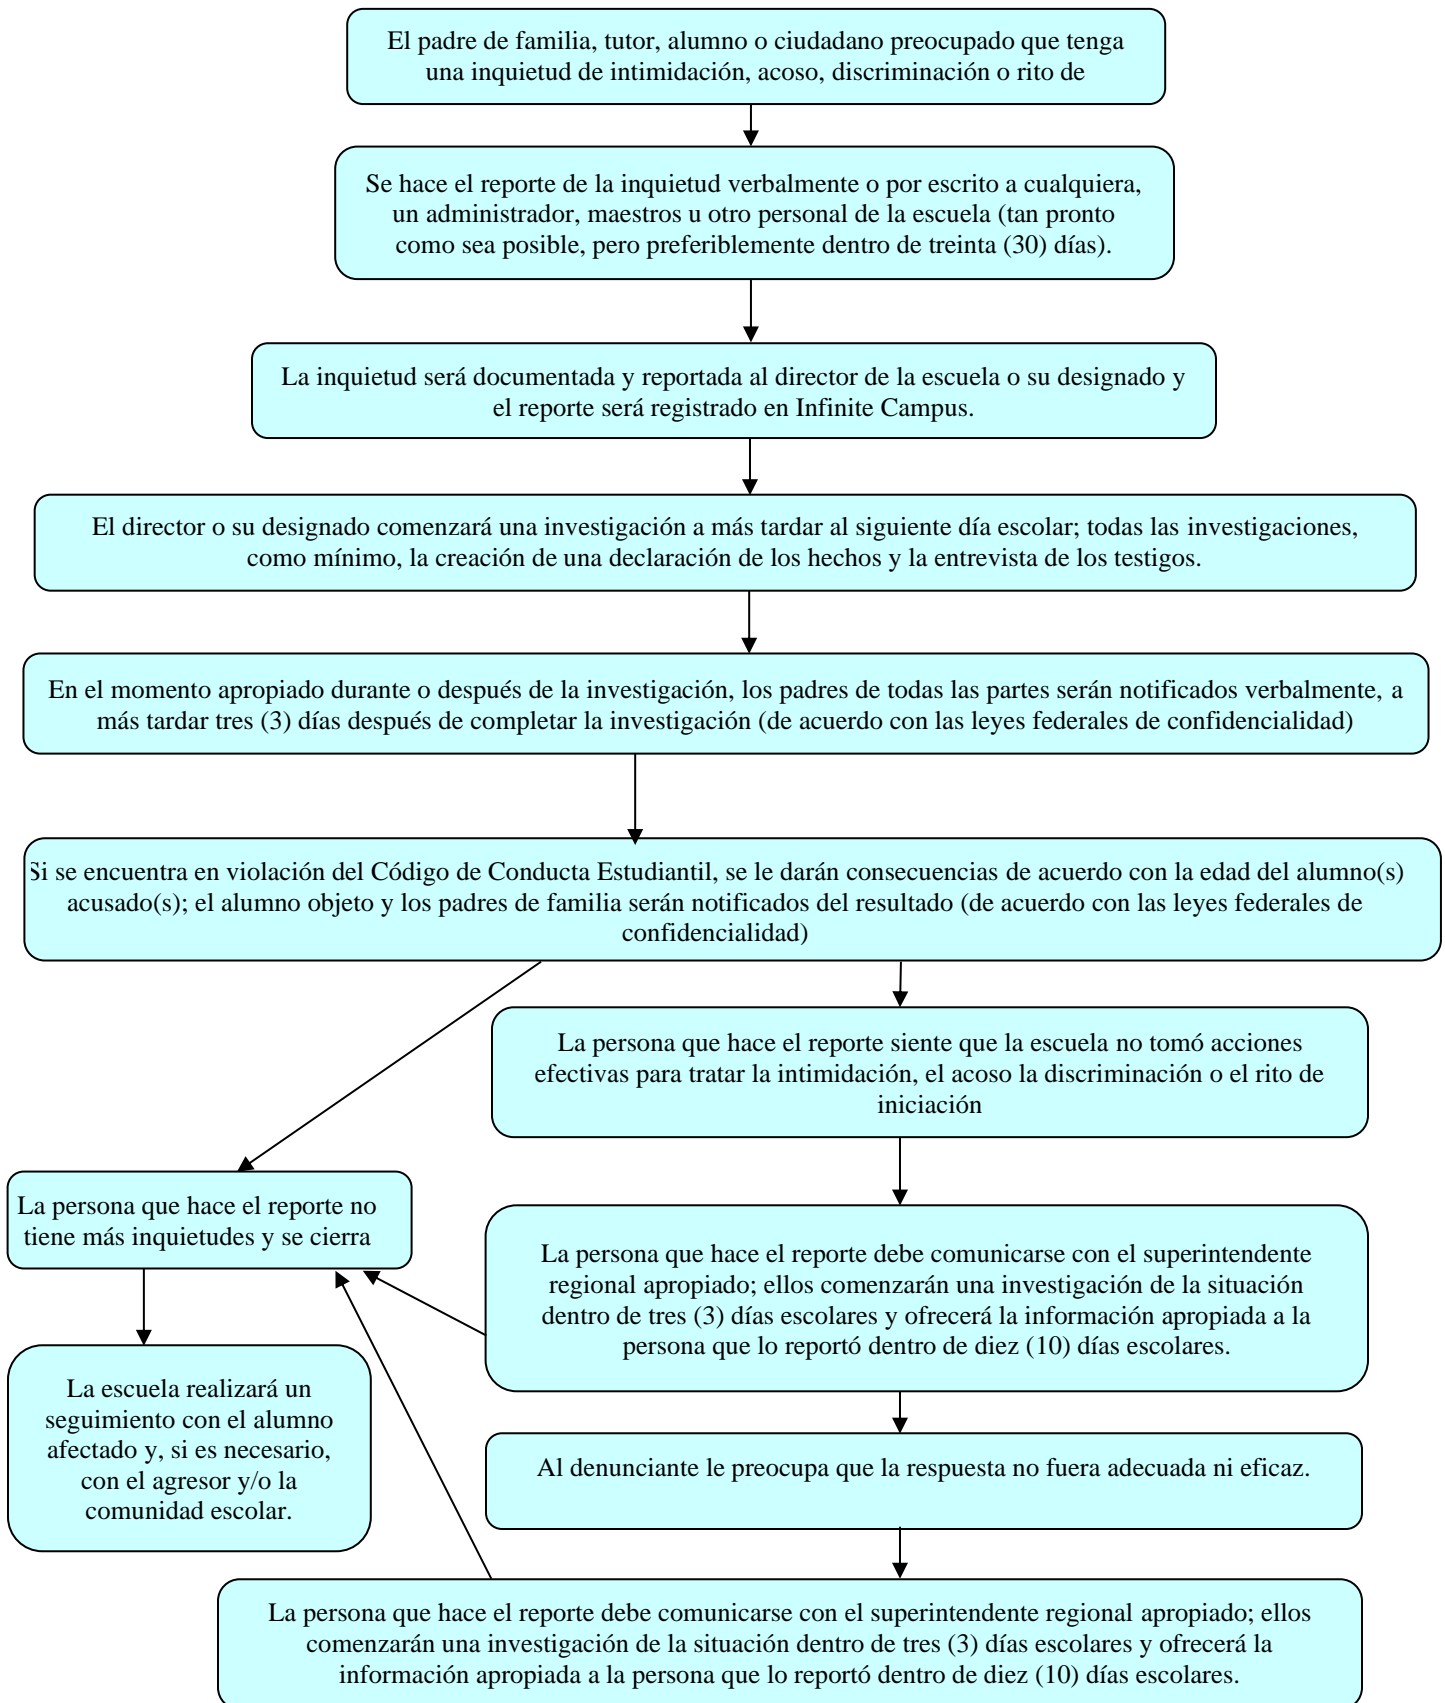 El padre de familia, tutor, alumno o ciudadano preocupado que tenga
una inquietud de intimidación, acoso, discriminación o rito de
Se hace el reporte de la inquietud verbalmente o por escrito a cualquiera,
un administrador, maestros u otro personal de la escuela (tan pronto
como sea posible, pero preferiblemente dentro de treinta (30) días).
La inquietud será documentada y reportada al director de la escuela o su designado y
el reporte será registrado en Infinite Campus.
El director o su designado comenzará una investigación a más tardar al siguiente día escolar; todas las investigaciones,
como mínimo, la creación de una declaración de los hechos y la entrevista de los testigos.
En el momento apropiado durante o después de la investigación, los padres de todas las partes serán notificados verbalmente, a
más tardar tres (3) días después de completar la investigación (de acuerdo con las leyes federales de confidencialidad)
Si se encuentra en violación del Código de Conducta Estudiantil, se le darán consecuencias de acuerdo con la edad del alumno(s)
acusado(s); el alumno objeto y los padres de familia serán notificados del resultado (de acuerdo con las leyes federales de
confidencialidad)
La persona que hace el reporte siente que la escuela no tomó acciones
efectivas para tratar la intimidación, el acoso la discriminación o el rito de
iniciación
La persona que hace el reporte no
tiene más inquietudes y se cierra
La persona que hace el reporte debe comunicarse con el superintendente
regional apropiado; ellos comenzarán una investigación de la situación
dentro de tres (3) días escolares y ofrecerá la información apropiada a la
persona que lo reportó dentro de diez (10) días escolares.
La escuela realizará un
seguimiento con el alumno
afectado y, si es necesario,
con el agresor y/o la
comunidad escolar.
Al denunciante le preocupa que la respuesta no fuera adecuada ni eficaz.
La persona que hace el reporte debe comunicarse con el superintendente regional apropiado; ellos
comenzarán una investigación de la situación dentro de tres (3) días escolares y ofrecerá la
información apropiada a la persona que lo reportó dentro de diez (10) días escolares.